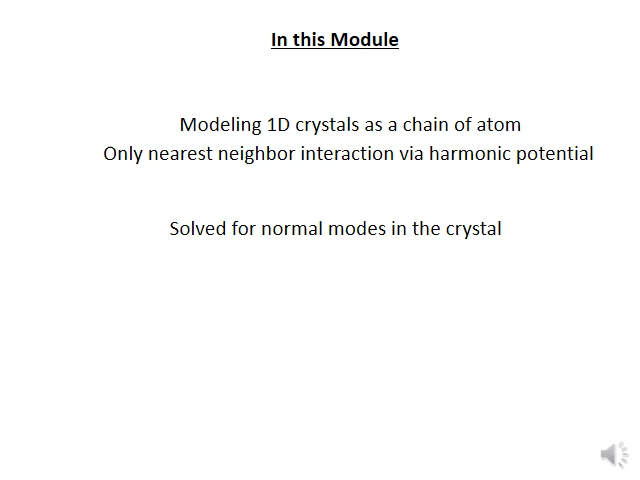 In this Module
Modeling 1D crystals as a chain of atom
Only nearest neighbor interaction via harmonic potential
Solved for normal modes in the crystal